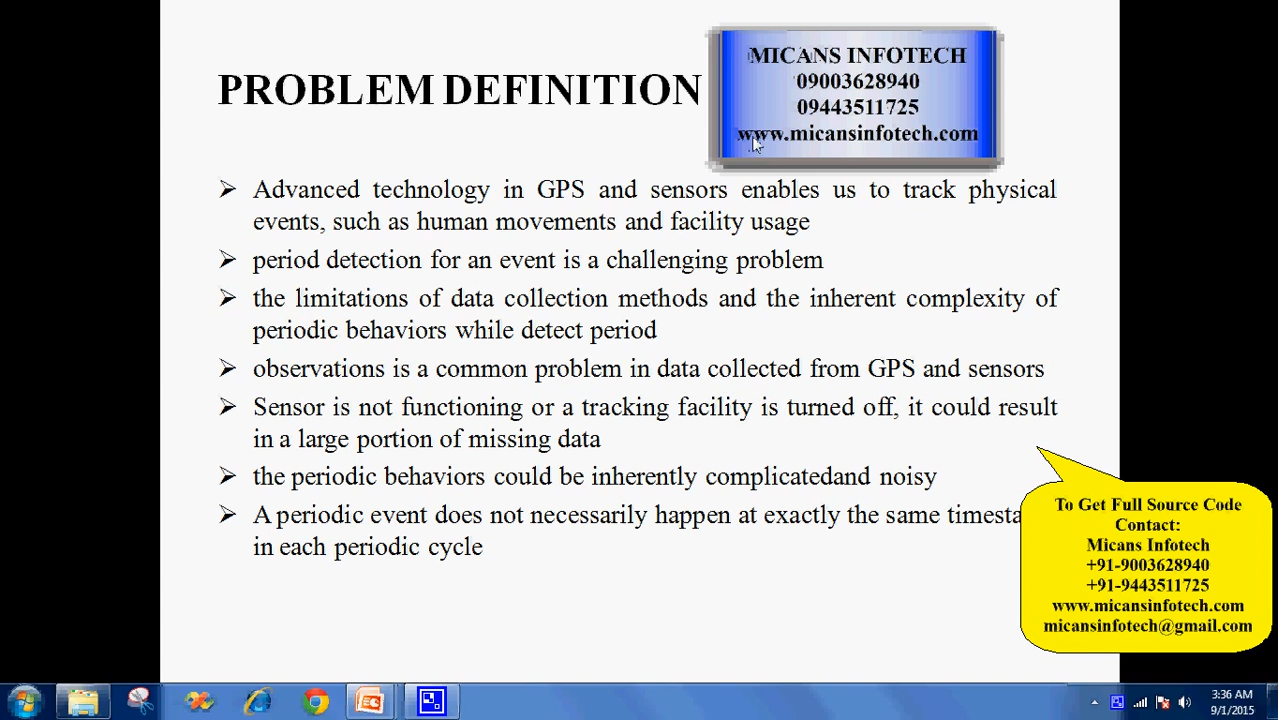 PROBLEM DEFINITION
MICANS INFOTECH
09003628940
09443511725
www.micansinfotech.com
Advanced technology in GPS and sensors enables us to track physical
events, such as human movements and facility usage
period detection for an event is a challenging problem
the limitations of data collection methods and the inherent complexity of
periodic behaviors while detect period
observations is a common problem in data collected from GPS and sensors
Sensor is not functioning or a tracking facility is turned off, it could result
in a large portion of missing data
the periodic behaviors could be inherently complicatedand noisy
A periodic event does not necessarily happen at exactly the same
in each periodic cycle
To Get Full Source Code
Contact:
Micans Infotech
+91-9003628940
+91-9443511725
www.micansinfotech.com
micansinfotech@gmail.com
3:36 AM
9/1/2015